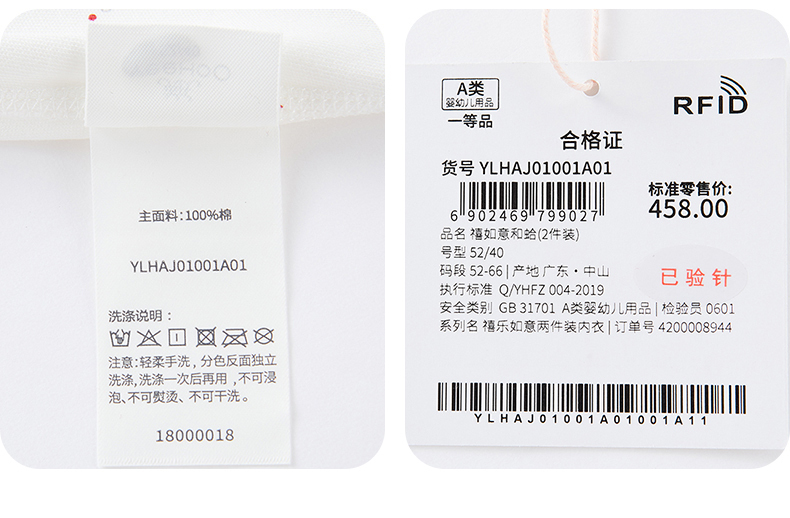 主面料:100%棉
YLHAJ01001A01
洗涤说明：
注意:轻柔手洗，分色反面独立
洗涤,洗涤一次后再用,不可浸
泡、不可熨烫、不可干洗。
18000018
A类
婴幼儿用品
一等品
RFID
合格证
货号 YLHAJ01001A01
6 902469 799027
标准零售价:
458.00
品名 禧如意和蛤(2件装)
号型 52/40
码段 52-66 | 产地 广东·中山
执行标准 Q/YHFZ 004-2019
安全类别 GB 31701 A类婴幼儿用品 | 检验员 0601
系列名 禧乐如意两件装内衣 | 订单号 4200008944
已验针
YLHAJ01001A01001A11